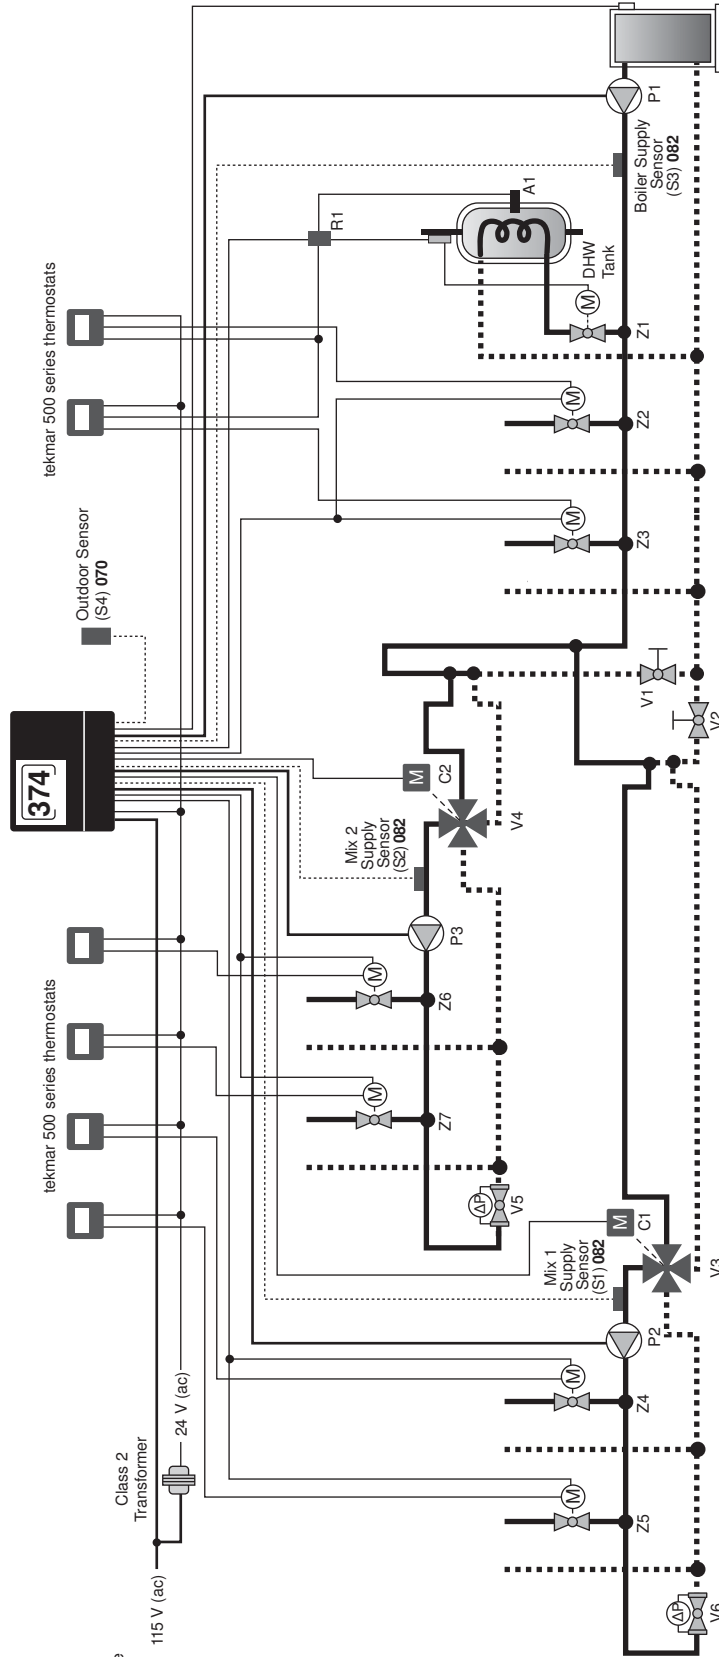 115 V (ac)
Class 2
Transformer
24 V (ac)
tekmar 500 series thermostats
374
Outdoor Sensor
(S4) 070
tekmar 500 series thermostats
R1
A1
DHW
Tank
P1
Boiler Supply
Sensor
(S3) 082
M
Z1
M
Z2
M
Z3
V1
V2
M
C2
V4
Mix 2
Supply
Sensor
(S2) 082
P3
M
Z6
M
Z7
ΔP
V5
M
C1
V3
Mix 1
Supply
Sensor
(S1) 082
P2
M
Z4
M
Z5
ΔP
V6
e